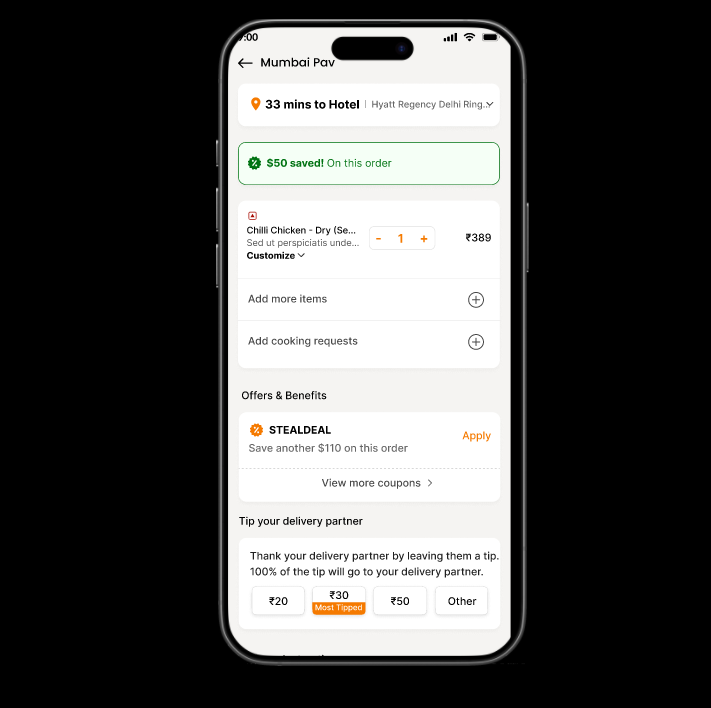 :00
Mumbai Pav
33 mins to Hotel | Hyatt Regency Delhi Ring...
$50 saved! On this order
Chilli Chicken - Dry (Se...
Sed ut perspiciatis unde...
Customize
- 1 +
₹389
Add more items
Add cooking requests
Offers & Benefits
STEALDEAL
Save another $110 on this order
Apply
View more coupons
Tip your delivery partner
Thank your delivery partner by leaving them a tip.
100% of the tip will go to your delivery partner.
₹20
₹30
Most Tipped
₹50
Other